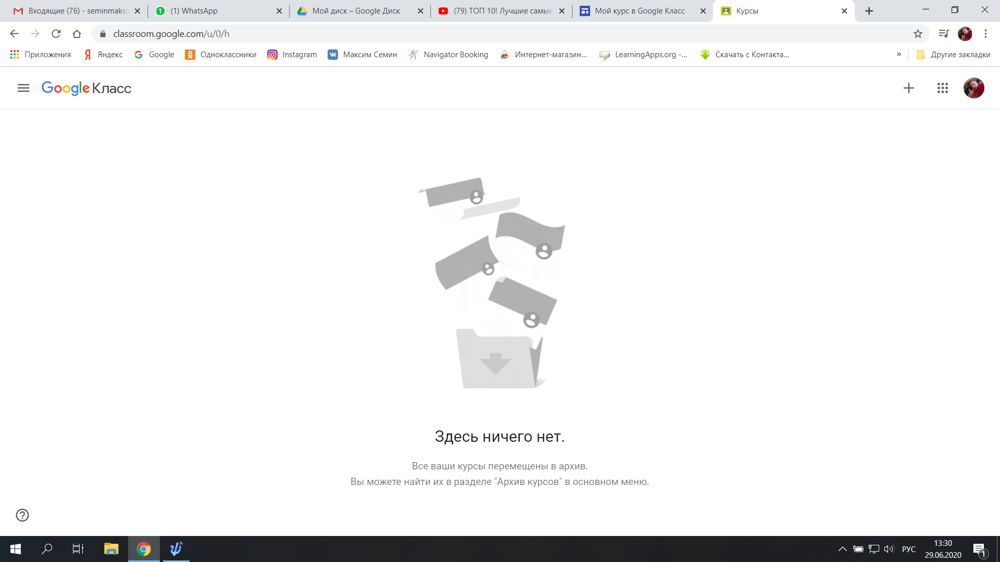 Входящие (76) - seminmaksi
(1) WhatsApp
Мой диск – Google Диск
(79) ТОП 10! Лучшие самые
Мой курс в Google Класс
Курсы
classroom.google.com/u/0/h
Приложения
Яндекс
Google
Одноклассники
Instagram
Максим Семин
Navigator Booking
Интернет-магазин...
LearningApps.org -...
Скачать с Контакта...
»
Другие закладки
Google Класс
Здесь ничего нет.
Все ваши курсы перемещены в архив.
Вы можете найти их в разделе "Архив курсов" в основном меню.
РУС
13:30
29.06.2020
1